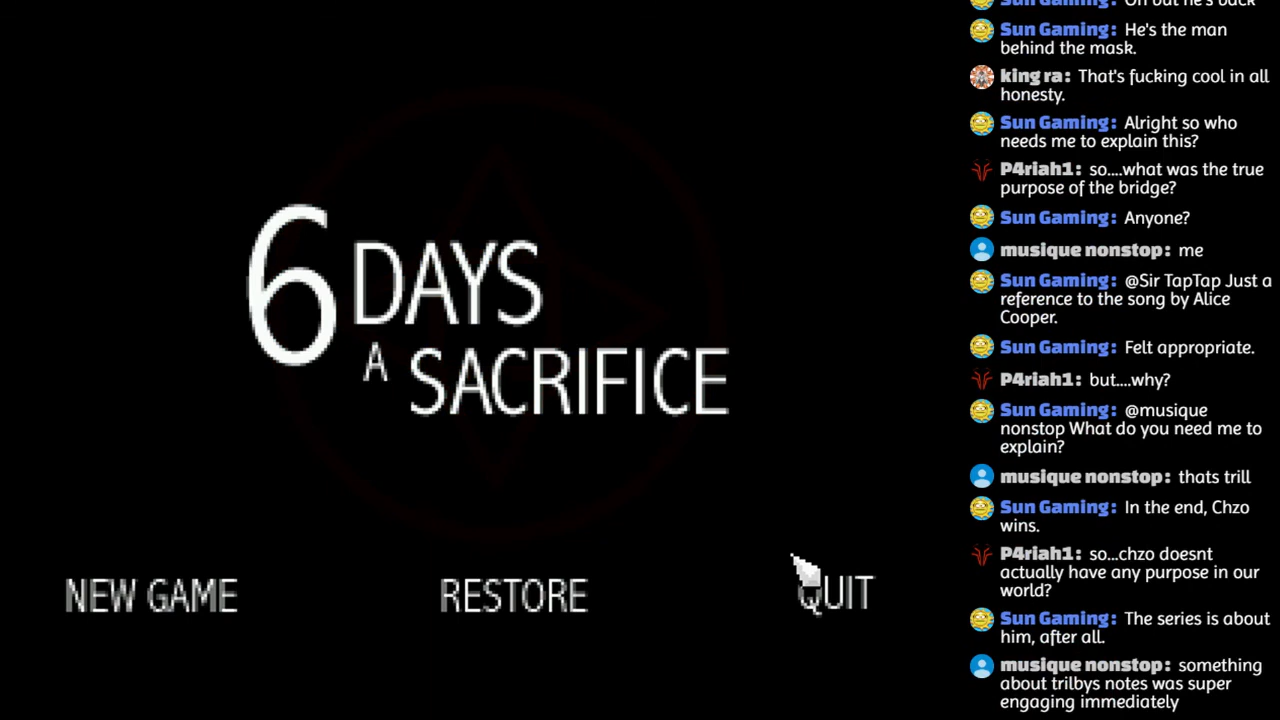 6 DAYS
A SACRIFICE
NEW GAME
RESTORE
QUIT
Sun Gaming: Oh but he's back
Sun Gaming: He's the man
behind the mask.
king ra: That's fucking cool in all
honesty.
Sun Gaming: Alright so who
needs me to explain this?
P4riah1: so....what was the true
purpose of the bridge?
Sun Gaming: Anyone?
musique nonstop: me
Sun Gaming: @Sir TapTap Just a
reference to the song by Alice
Cooper.
Sun Gaming: Felt appropriate.
P4riah1: but....why?
Sun Gaming: @musique
nonstop What do you need me to
explain?
musique nonstop: thats trill
Sun Gaming: In the end, Chzo
wins.
P4riah1: so...chzo doesnt
actually have any purpose in our
world?
Sun Gaming: The series is about
him, after all.
musique nonstop: something
about trilbys notes was super
engaging immediately